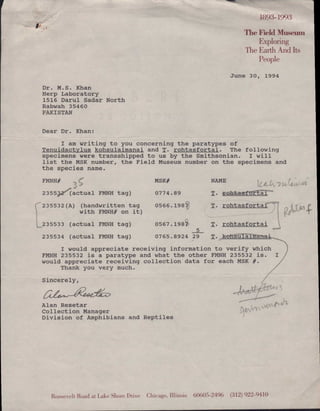 1893-1993
The Field Museum
Exploring
The Earth And Its
People
June 30, 1994
Dr. M.S. Khan
Herp Laboratory
1516 Darul Sadar North
Rabwah 35460
PAKISTAN
Dear Dr. Khan:
I am writing to you concerning the paratypes of
Tenuidactylus kohsulaimanai and T. rohtasfortai. The following
specimens were transshipped to us by the Smithsonian. I will
list the MSK number, the Field Museum number on the specimens and
the species name.
FMNH# MSK# NAME
35
(actual FMNH tag) 0774.89 T. rohtasfortai
235532(A) (handwritten tag 0566.198 T. rohtasfortai
with FMNH# on it)
235533 (actual FMNH tag) 0567.198 T. rohtasfortai
5
235534 (actual FMNH tag) 0765.8924 29 T. kohsulaimanai
I would appreciate receiving information to verify which
FMNH 235532 is a paratype and what the other FMNH 235532 is. I
would appreciate receiving collection data for each MSK #.
Thank you very much.
Sincerely,
Alan Resetar
Alan Resetar
Collection Manager
Division of Amphibians and Reptiles
Roosevelt Road at Lake Shore Drive Chicago, Illinois 60605-2496 (312) 922-9410